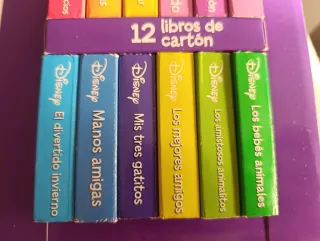 12 libros de
cartón
Disney
El divertido invierno
Disney
Manos amigas
Disney
Mis tres gatitos
Disney
Los mejores amigos
Disney
Los amistosos animalitos
Disney
Los bebés animales